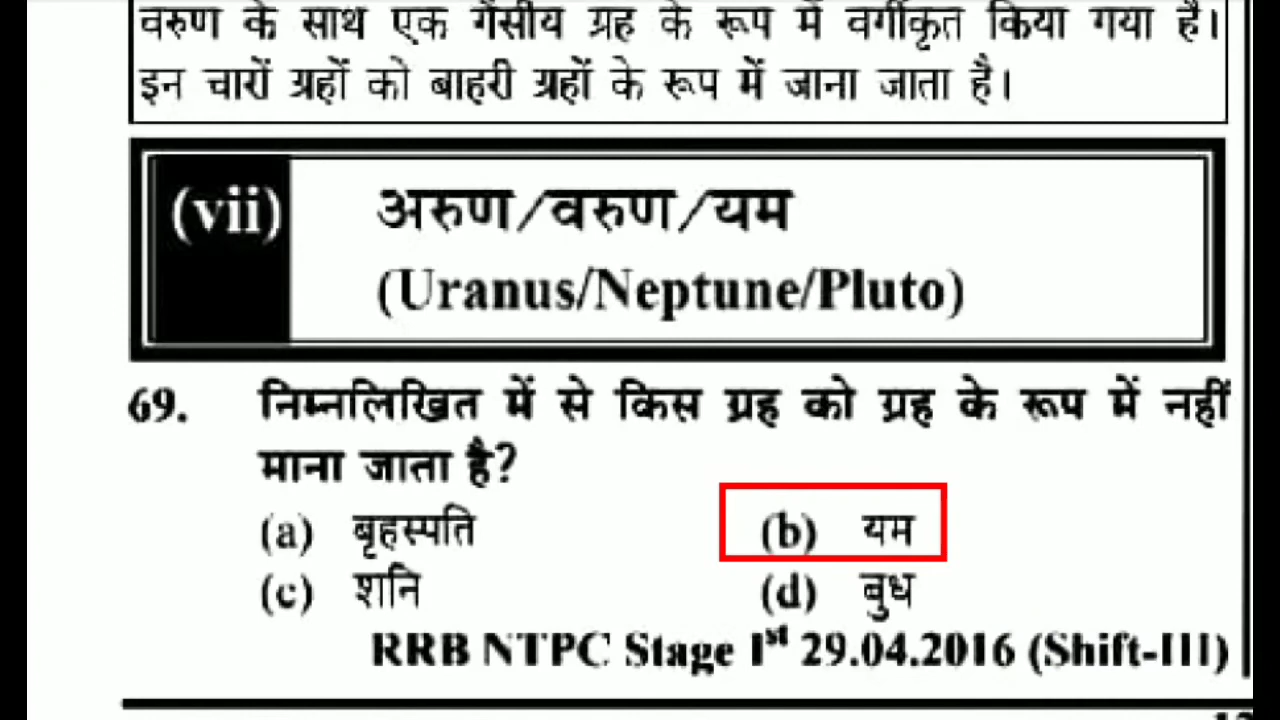 वरुण के साथ एक गैसीय ग्रह के रूप में वर्गीकृत किया गया है।
इन चारों ग्रहों को बाहरी ग्रहों के रूप में जाना जाता है।
(vii) अरुण/वरुण/यम
(Uranus/Neptune/Pluto)
69. निम्नलिखित में से किस ग्रह को ग्रह के रूप में नहीं
माना जाता है?
(a) बृहस्पति (b) यम
(c) शनि (d) बुध
RRB NTPC Stage Ist 29.04.2016 (Shift-III)